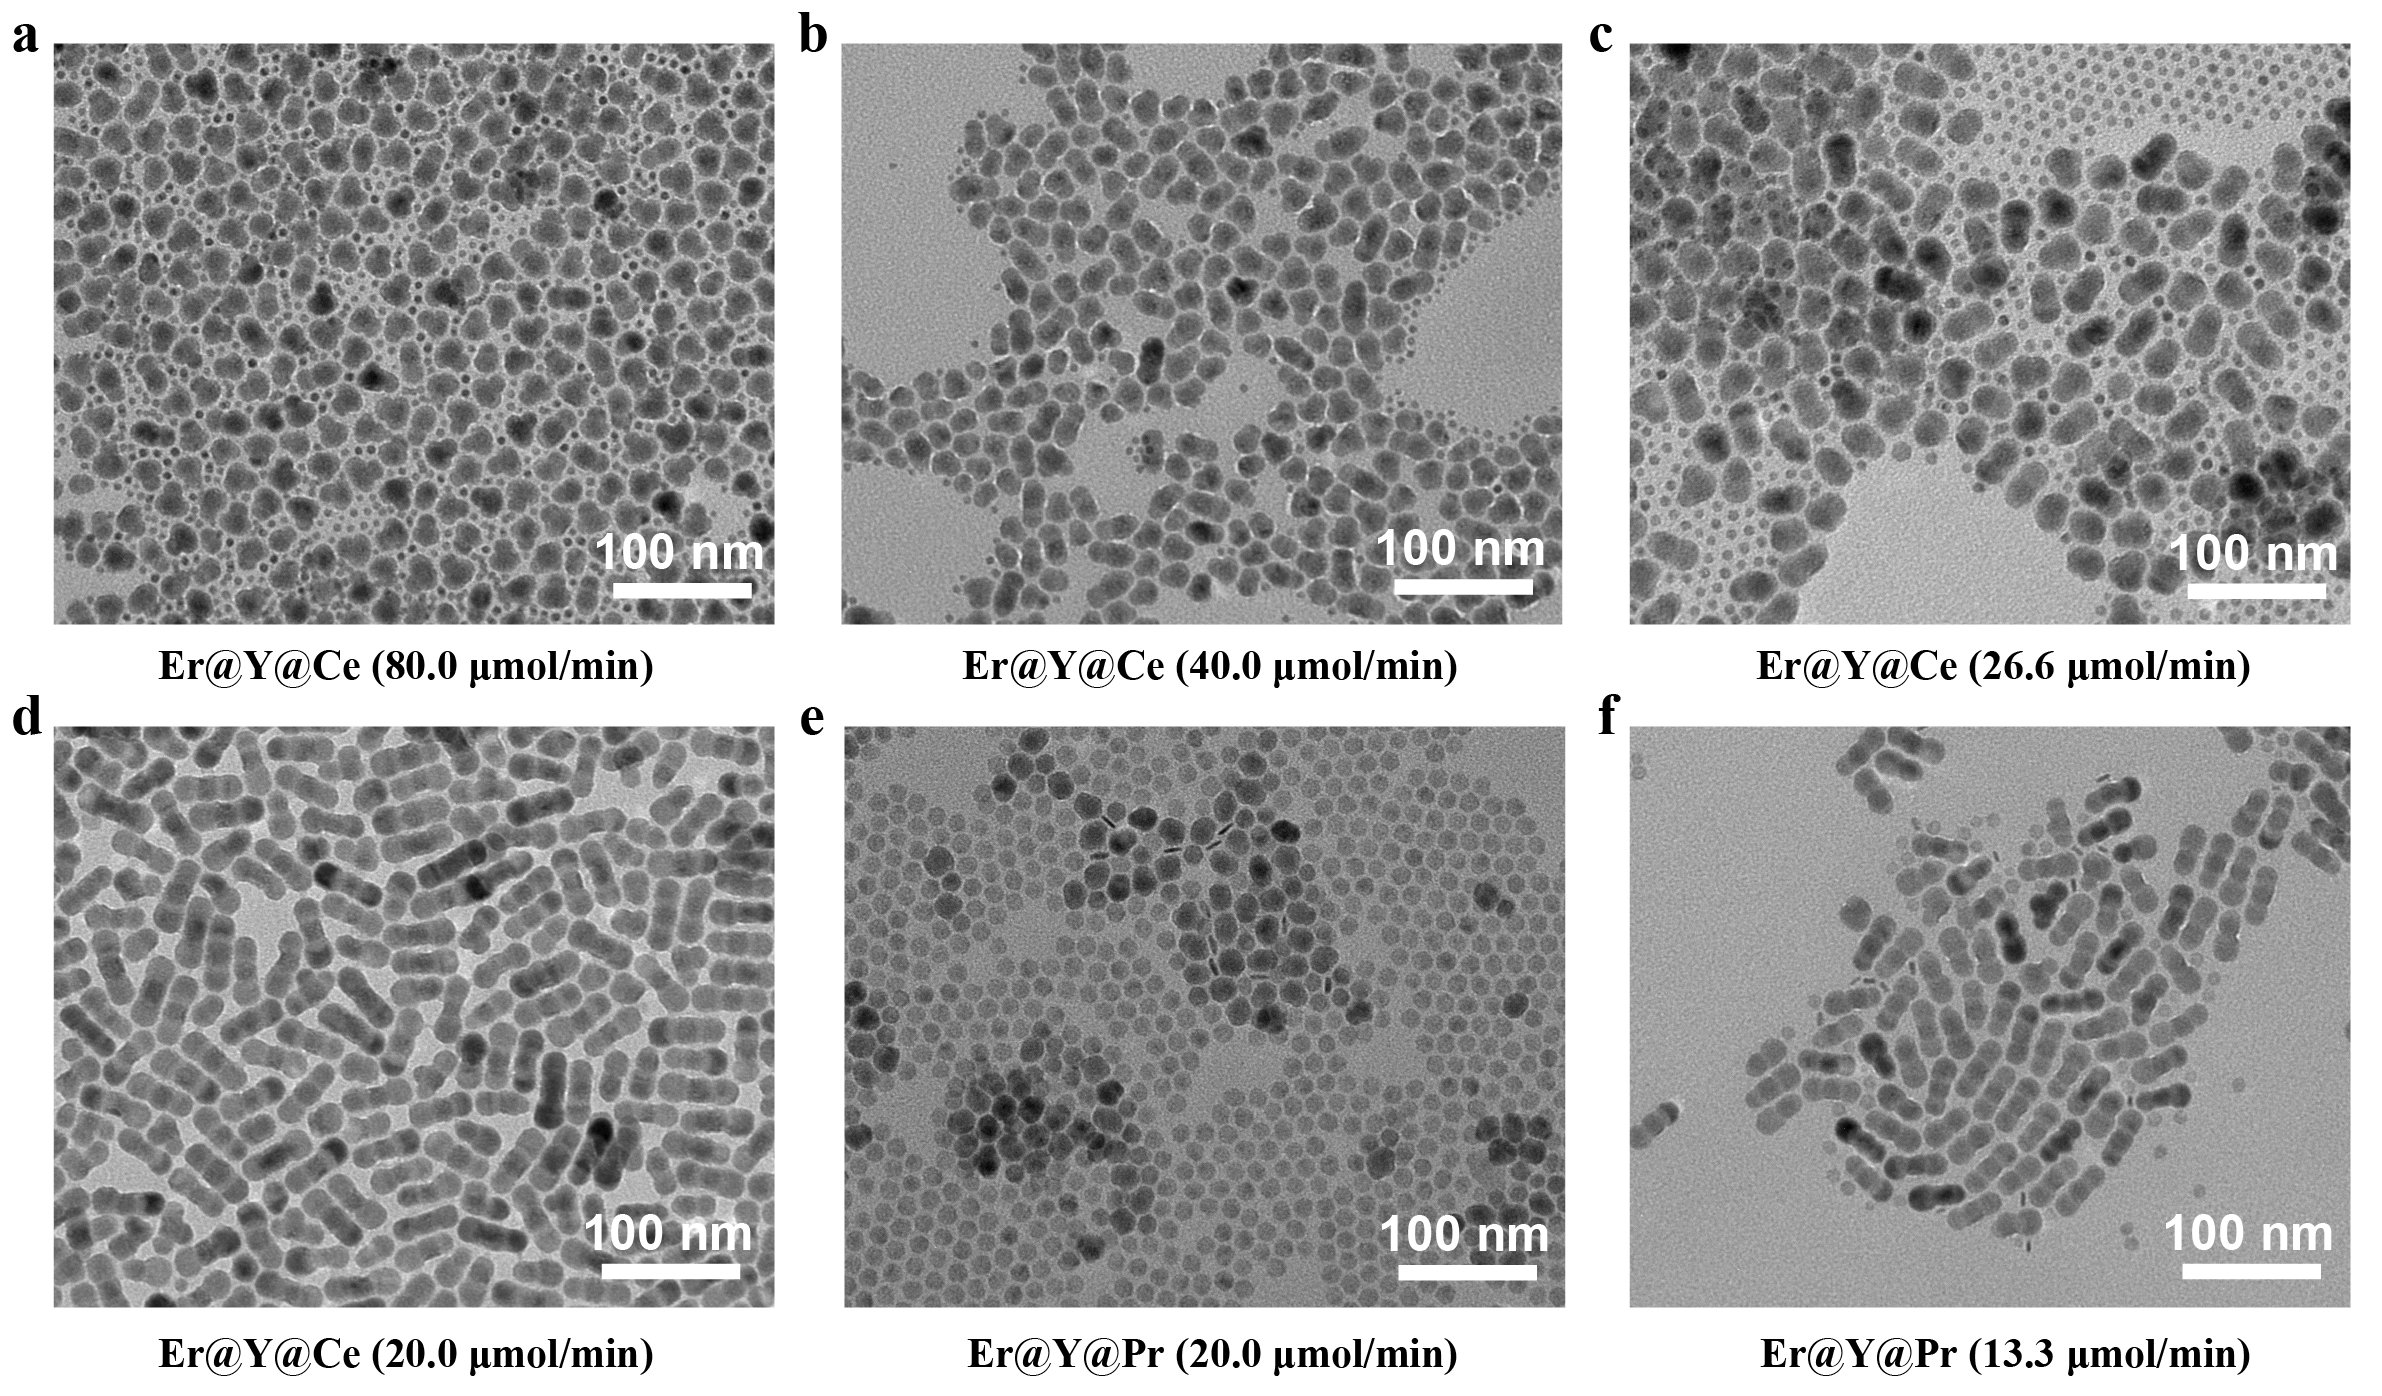 a
b
c
100 nm
100 nm
100 nm
Er@Y@Ce (80.0 μmol/min)
Er@Y@Ce (40.0 μmol/min)
Er@Y@Ce (26.6 μmol/min)
d
e
f
100 nm
100 nm
100 nm
Er@Y@Ce (20.0 μmol/min)
Er@Y@Pr (20.0 μmol/min)
Er@Y@Pr (13.3 μmol/min)